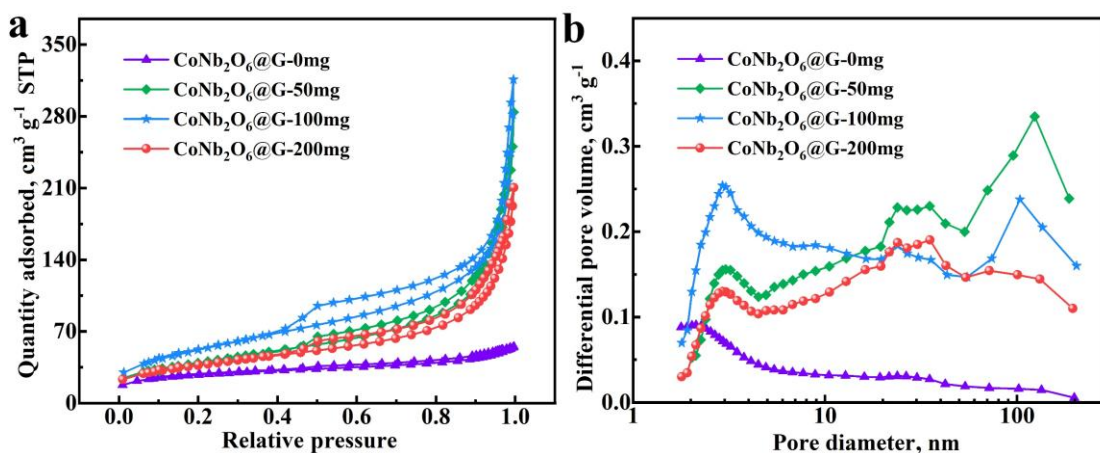 a
350
280
210
140
70
0
Quantity adsorbed, cm³ g⁻¹ STP
CoNb₂O₆@G-0mg
CoNb₂O₆@G-50mg
CoNb₂O₆@G-100mg
CoNb₂O₆@G-200mg
0.0 0.2 0.4 0.6 0.8 1.0
Relative pressure
b
0.4
0.3
0.2
0.1
0.0
Differential pore volume, cm³ g⁻¹
CoNb₂O₆@G-0mg
CoNb₂O₆@G-50mg
CoNb₂O₆@G-100mg
CoNb₂O₆@G-200mg
1 10 100
Pore diameter, nm